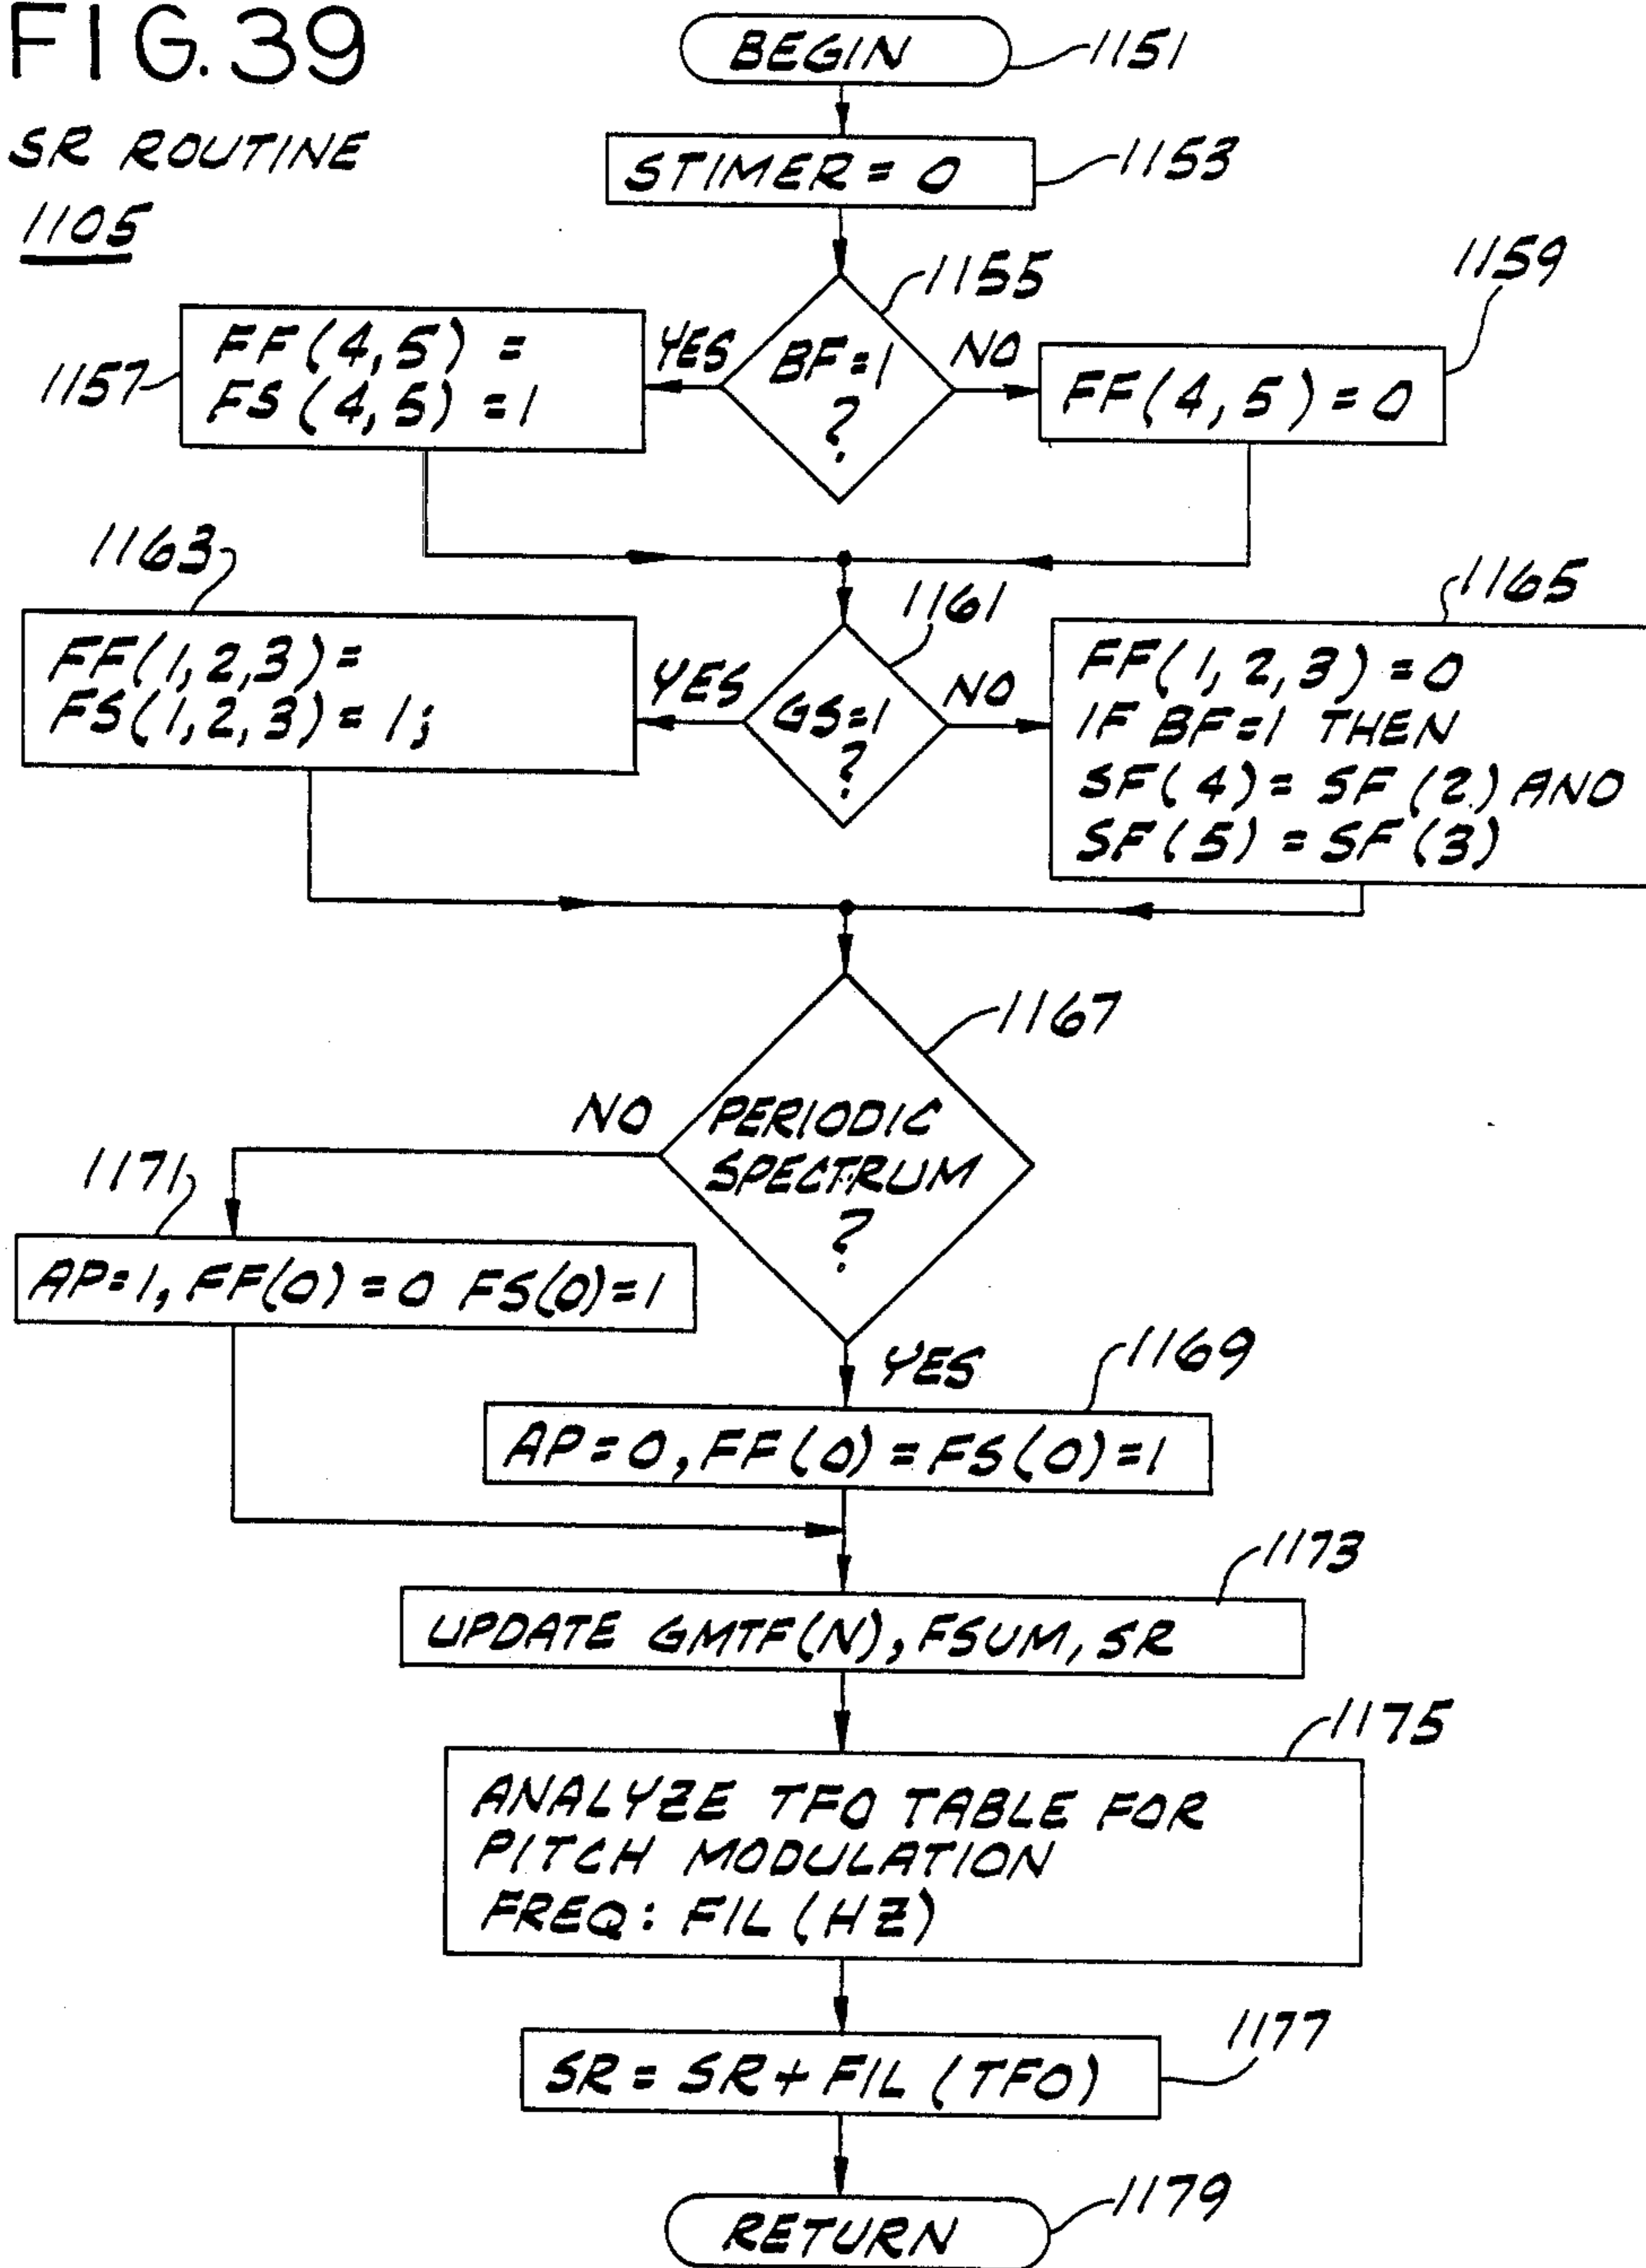 FIG. 39
SR ROUTINE
1105
BEGIN
1151
STIMER = 0
1153
1155
BF=1
?
YES
NO
1157
FF(4,5) =
FS(4,5) = 1
1159
FF(4,5) = 0
1161
GS=1
?
YES
NO
1163
FF(1,2,3)=
FS(1,2,3) = 1;
1165
FF(1,2,3) = 0
IF BF=1 THEN
SF(4) = SF(2) AND
SF(5) = SF(3)
1167
PERIODIC
SPECTRUM
?
NO
YES
1171
AP=1, FF(0) = 0 FS(0)=1
1169
AP=0, FF(0) = FS(0)=1
1173
UPDATE GMTF(N), FSUM, SR
1175
ANALYZE TFO TABLE FOR
PITCH MODULATION
FREQ: FIL (HZ)
1177
SR = SR + FIL (TFO)
RETURN
1179